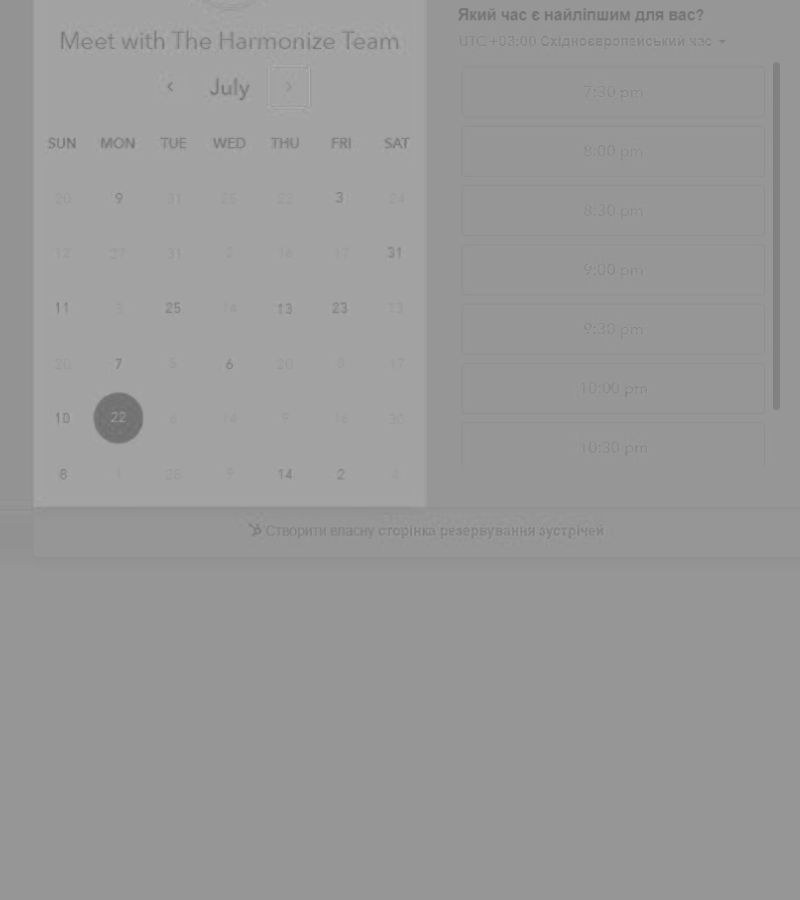 Meet with The Harmonize Team
July
SUN MON TUE WED THU FRI SAT
20 9 31 25 22 3 24
12 27 31 2 16 17 31
11 3 25 14 13 23 13
20 7 5 6 20 8 17
10 22 6 14 9 16 30
8 1 26 9 14 2 4
Який час є найліпшим для вас?
UTC +03:00 Східноєвропейський час
7:30 pm
8:00 pm
8:30 pm
9:00 pm
9:30 pm
10:00 pm
10:30 pm
Створити власну сторінка резервування зустрічей